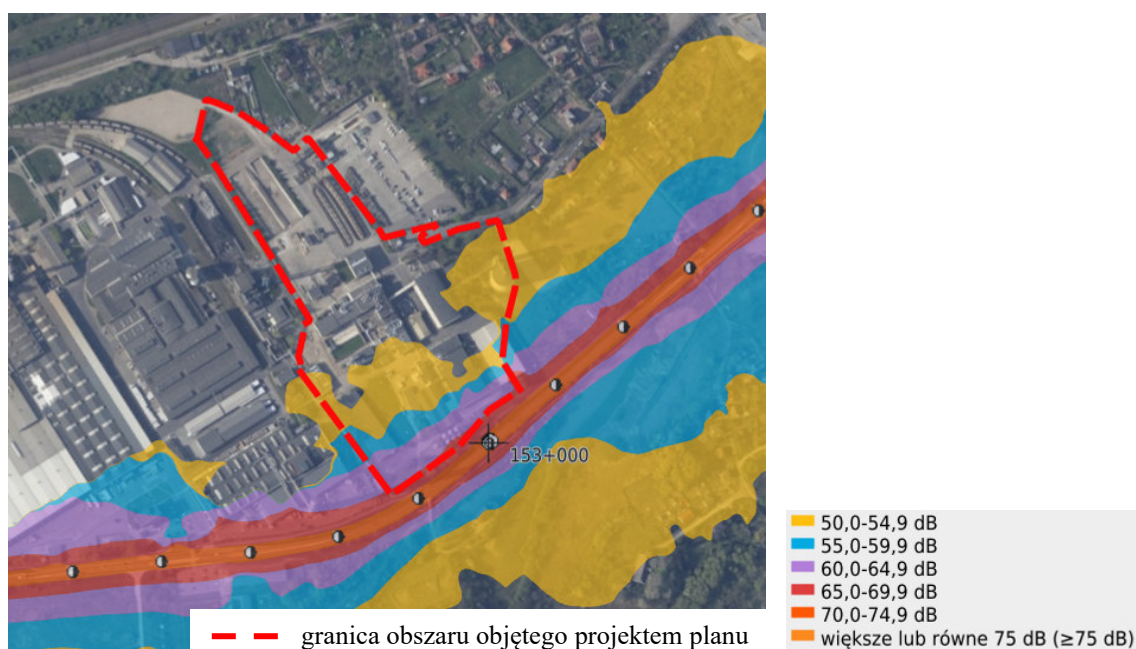 153+000
50,0-54,9 dB
55,0-59,9 dB
60,0-64,9 dB
65,0-69,9 dB
70,0-74,9 dB
większe lub równe 75 dB (≥75 dB)
granica obszaru objętego projektem planu